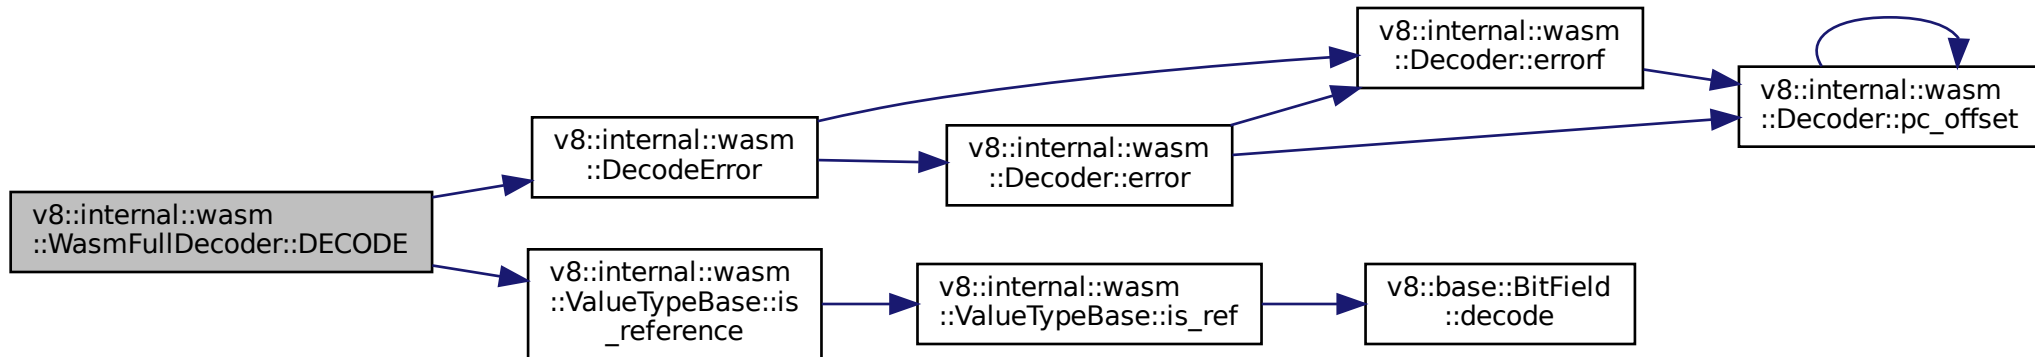 v8::internal::wasm
::WasmFullDecoder::DECODE
v8::internal::wasm
::DecodeError
v8::internal::wasm
::Decoder::error
v8::internal::wasm
::Decoder::errorf
v8::internal::wasm
::Decoder::pc_offset
v8::internal::wasm
::ValueTypeBase::is
_reference
v8::internal::wasm
::ValueTypeBase::is_ref
v8::base::BitField
::decode